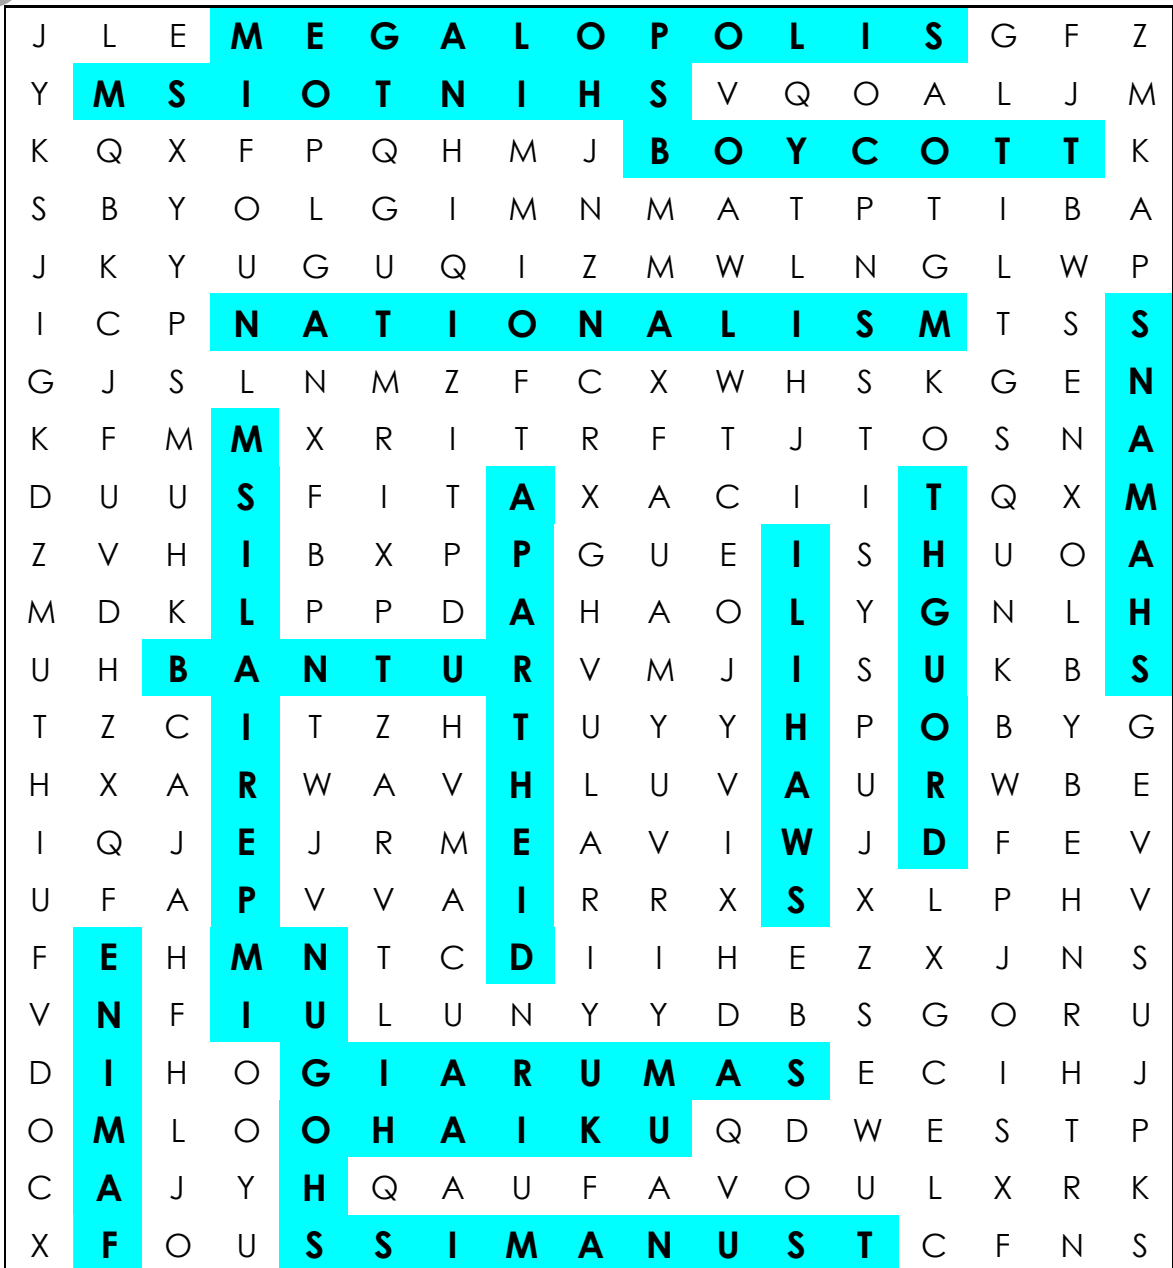 J L E M E G A L O P O L I S G F Z
Y M S I O T N I H S V Q O A L J M
K Q X F P Q H M J B O Y C O T T K
S B Y O L G I M N M A T P T I B A
J K Y U G U Q I Z M W L N G L W P
I C P N A T I O N A L I S M T S S
G J S L N M Z F C X W H S K G E N
K F M M X R I T R F T J T O S N A
D U U S F I T A X A C I I T Q X M
Z V H I B X P P G U E I S H U O A
M D K L P P D A H A O L Y G N L H
U H B A N T U R V M J I S U K B S
T Z C I T Z H T U Y Y H P O B Y G
H X A R W A V H L U V A U R W B E
I Q J E J R M E A V I W J D F E V
U F A P V V A I R R X S X L P H V
F E H M N T C D I I H E Z X J N S
V N F I U L U N Y Y D B S G O R U
D I H O G I A R U M A S E C I H J
O M L O O H A I K U Q D W E S T P
C A J Y H Q A U F A V O U L X R K
X F O U S S I M A N U S T C F N S